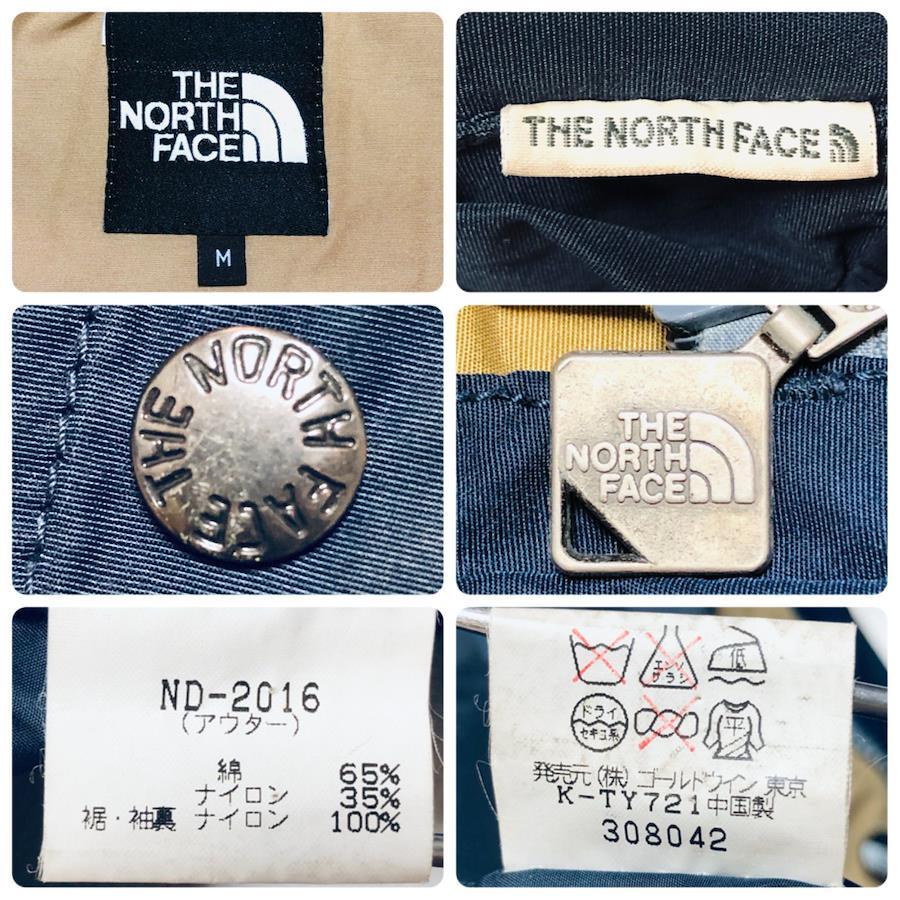 THE
NORTH
FACE
M
THE NORTH FACE
THE NORTH FACE
THE
NORTH
FACE
ND-2016
(アウター)
綿 65%
ナイロン 35%
裾・袖裏 ナイロン 100%
エンソ
サラシ
低
ドライ
セキユ系
平
発売元 (株) ゴールドウイン 東京
K-TY721 中国製
308042